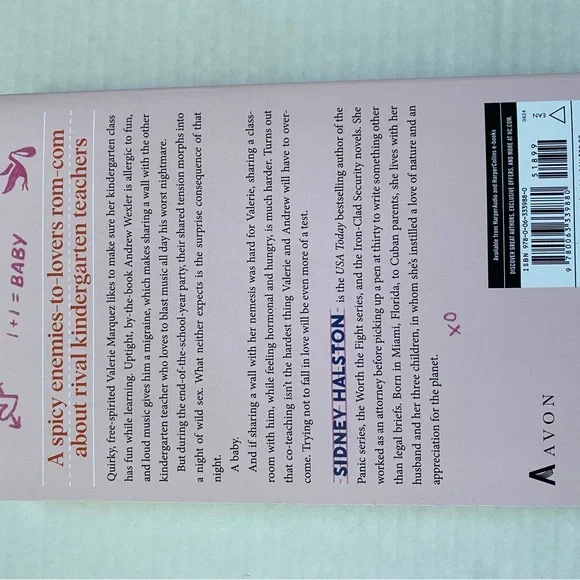 1+1=BABY
A spicy enemies-to-lovers rom-com
about rival kindergarten teachers
Quirky, free-spirited Valerie Marquez likes to make sure her kindergarten class
has fun while learning. Uptight, by-the-book Andrew Wexler is allergic to fun,
and loud music gives him a migraine, which makes sharing a wall with the other
kindergarten teacher who loves to blast music all day his worst nightmare.
But during the end-of-the-school-year party, their shared tension morphs into
a night of wild sex. What neither expects is the surprise consequence of that
night.
A baby.
And if sharing a wall with her nemesis was hard for Valerie, sharing a class-
room with him, while feeling hormonal and hungry, is much harder. Turns out
that co-teaching isn't the hardest thing Valerie and Andrew will have to over-
come. Trying not to fall in love will be even more of a test.
SIDNEY HALSTON is the USA Today bestselling author of the
Panic series, the Worth the Fight series, and the Iron-Clad Security novels. She
worked as an attorney before picking up a pen at thirty to write something other
than legal briefs. Born in Miami, Florida, to Cuban parents, she lives with her
husband and her three children, in whom she's instilled a love of nature and an
appreciation for the planet.
XO
AVON
Available from HarperAudio and HarperCollins e-books
DISCOVER GREAT AUTHORS, EXCLUSIVE OFFERS, AND MORE AT HC.COM.
ISBN 978-0-06-333988-0
9 780063 339880
51899
0624
EAN